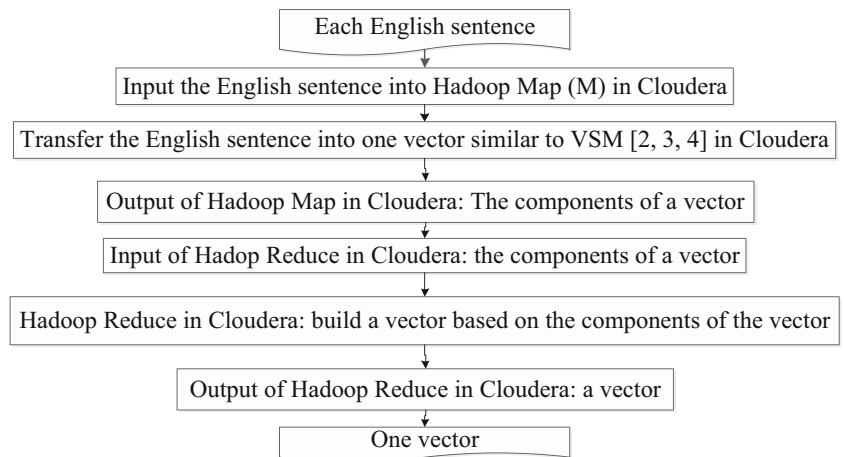 Each English sentence
Input the English sentence into Hadoop Map (M) in Cloudera
Transfer the English sentence into one vector similar to VSM [2, 3, 4] in Cloudera
Output of Hadoop Map in Cloudera: The components of a vector
Input of Hadop Reduce in Cloudera: the components of a vector
Hadoop Reduce in Cloudera: build a vector based on the components of the vector
Output of Hadoop Reduce in Cloudera: a vector
One vector